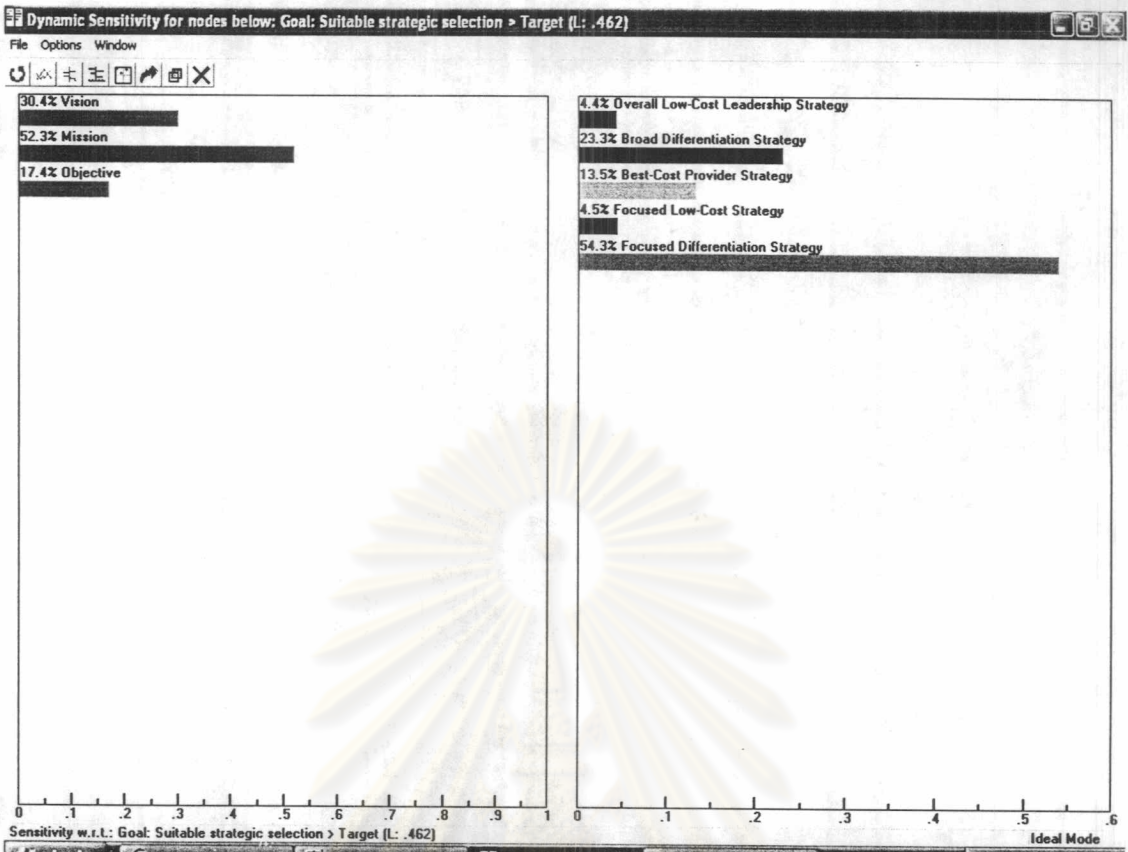 Dynamic Sensitivity for nodes below: Goal: Suitable strategic selection > Target (L: .462)
File Options Window
30.4% Vision
52.3% Mission
17.4% Objective
0 .1 .2 .3 .4 .5 .6 .7 .8 .9 1
4.4% Overall Low-Cost Leadership Strategy
23.3% Broad Differentiation Strategy
13.5% Best-Cost Provider Strategy
4.5% Focused Low-Cost Strategy
54.3% Focused Differentiation Strategy
0 .1 .2 .3 .4 .5 .6
Sensitivity w.r.t.: Goal: Suitable strategic selection > Target (L: .462)
Ideal Mode